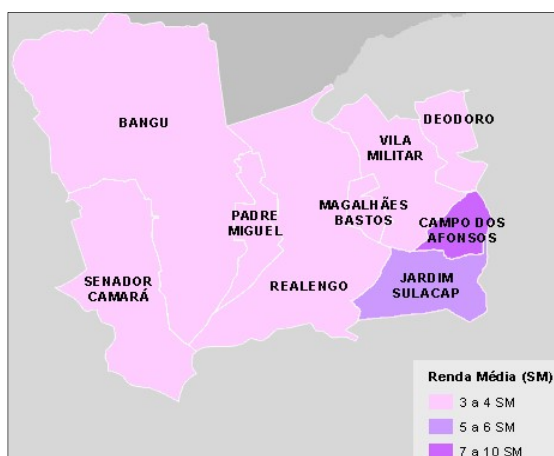 BANGU
DEODORO
VILA
MILITAR
PADRE
MIGUEL
MAGALHÃES
BASTOS
CAMPO DOS
AFONSOS
SENADOR
CAMARÁ
REALENGO
JARDIM
SULACAP
Renda Média (SM)
3 a 4 SM
5 a 6 SM
7 a 10 SM